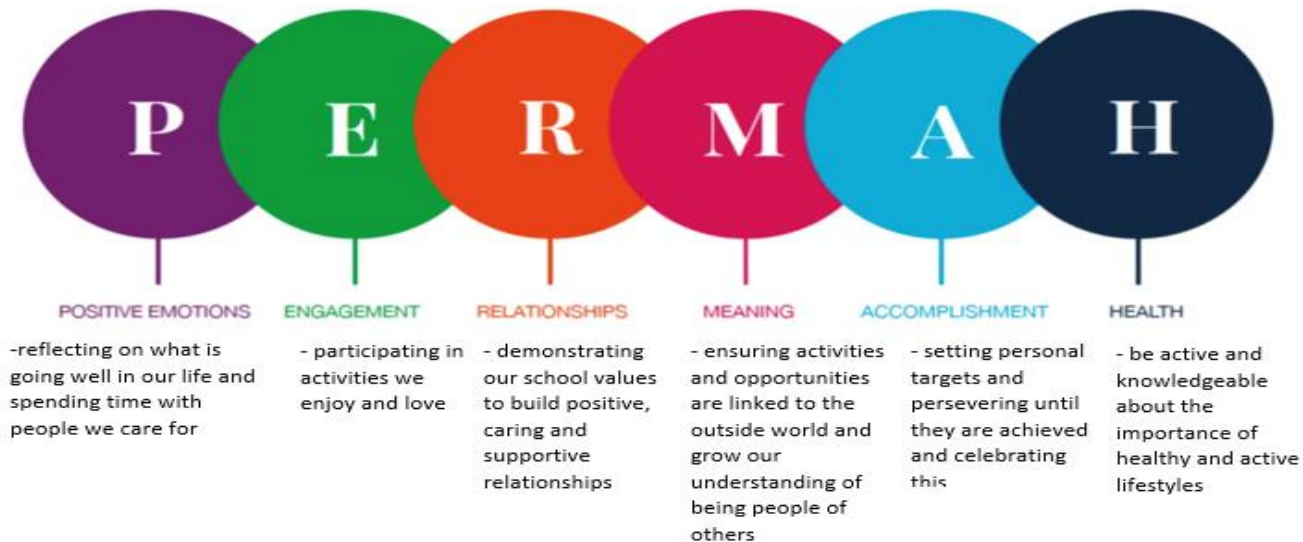 P E R M A H
POSITIVE EMOTIONS
-reflecting on what is
going well in our life and
spending time with
people we care for
ENGAGEMENT
- participating in
activities we
enjoy and love
RELATIONSHIPS
- demonstrating
our school values
to build positive,
caring and
supportive
relationships
MEANING
- ensuring activities
and opportunities
are linked to the
outside world and
grow our
understanding of
being people of
others
ACCOMPLISHMENT
- setting personal
targets and
persevering until
they are achieved
and celebrating
this
HEALTH
- be active and
knowledgeable
about the
importance of
healthy and active
lifestyles